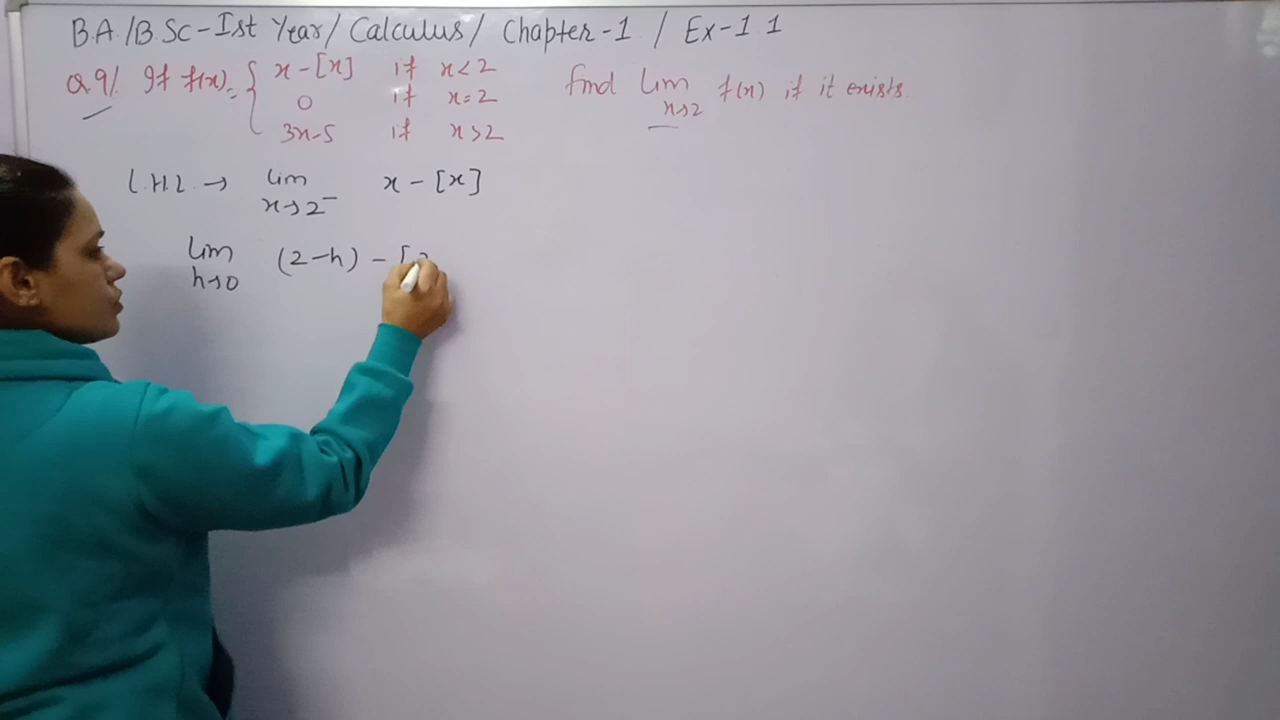 B.A./B.Sc-Ist Year/ Calculus/ Chapter-1 / Ex-1.1
Q.9/. If f(x) = { x-[x] if x<2 find lim f(x) if it exists.
0 if x=2 x→2
3x-5 if x>2
L.H.L → lim x-[x]
x→2⁻
lim (2-h) - [2
h→0